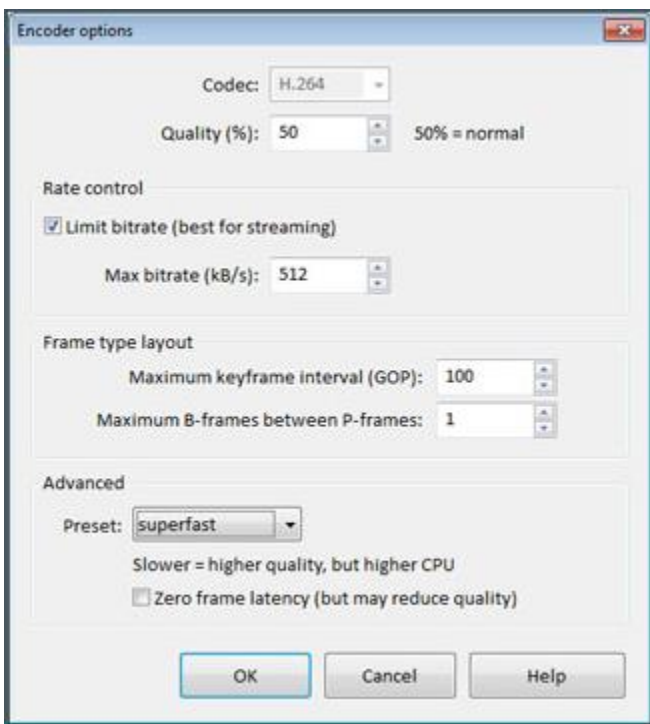 Encoder options
Codec: H.264
Quality (%): 50 50% = normal
Rate control
Limit bitrate (best for streaming)
Max bitrate (kB/s): 512
Frame type layout
Maximum keyframe interval (GOP): 100
Maximum B-frames between P-frames: 1
Advanced
Preset: superfast
Slower = higher quality, but higher CPU
Zero frame latency (but may reduce quality)
OK Cancel Help